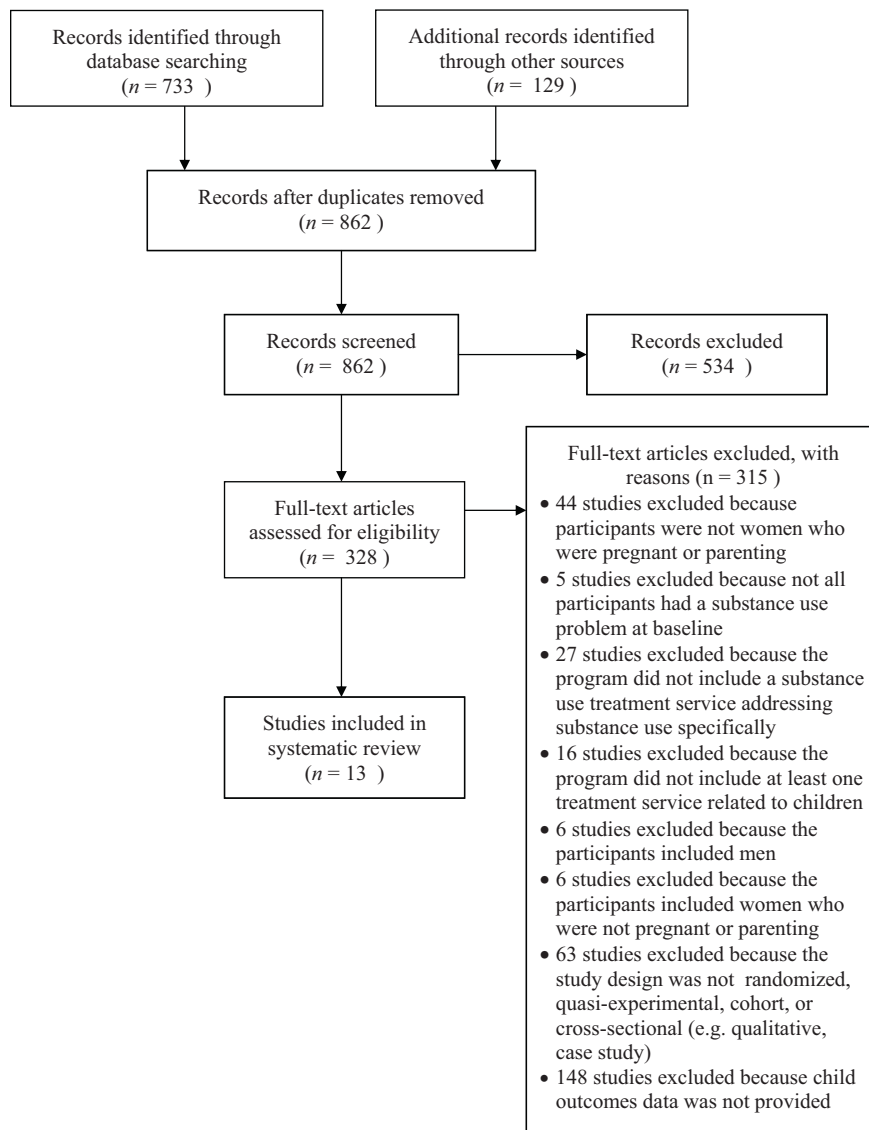 Records identified through
database searching
(n = 733 )
Additional records identified
through other sources
(n = 129 )
Records after duplicates removed
(n = 862 )
Records screened
(n = 862 )
Records excluded
(n = 534 )
Full-text articles
assessed for eligibility
(n = 328 )
Full-text articles excluded, with
reasons (n = 315 )
• 44 studies excluded because
participants were not women who
were pregnant or parenting
• 5 studies excluded because not all
participants had a substance use
problem at baseline
• 27 studies excluded because the
program did not include a substance
use treatment service addressing
substance use specifically
• 16 studies excluded because the
program did not include at least one
treatment service related to children
• 6 studies excluded because the
participants included men
• 6 studies excluded because the
participants included women who
were not pregnant or parenting
• 63 studies excluded because the
study design was not randomized,
quasi-experimental, cohort, or
cross-sectional (e.g. qualitative,
case study)
• 148 studies excluded because child
outcomes data was not provided
Studies included in
systematic review
(n = 13 )